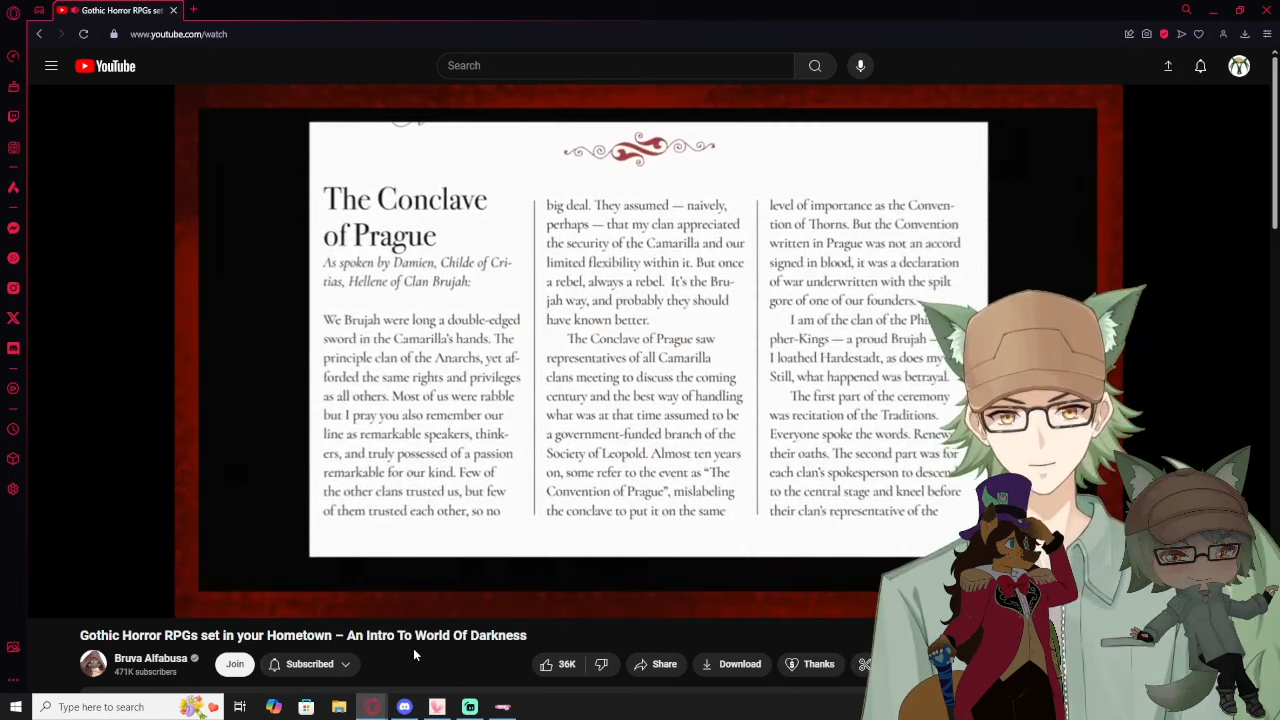 Gothic Horror RPGs set
www.youtube.com/watch
YouTube
Search
The Conclave
of Prague
As spoken by Damien, Childe of Cri-
tias, Hellene of Clan Brujah:
We Brujah were long a double-edged
sword in the Camarilla's hands. The
principle clan of the Anarchs, yet af-
forded the same rights and privileges
as all others. Most of us were rabble
but I pray you also remember our
line as remarkable speakers, think-
ers, and truly possessed of a passion
remarkable for our kind. Few of
the other clans trusted us, but few
of them trusted each other, so no
big deal. They assumed — naively,
perhaps — that my clan appreciated
the security of the Camarilla and our
limited flexibility within it. But once
a rebel, always a rebel. It's the Bru-
jah way, and probably they should
have known better.
The Conclave of Prague saw
representatives of all Camarilla
clans meeting to discuss the coming
century and the best way of handling
what was at that time assumed to be
a government-funded branch of the
Society of Leopold. Almost ten years
on, some refer to the event as "The
Convention of Prague", mislabeling
the conclave to put it on the same
level of importance as the Conven-
tion of Thorns. But the Convention
written in Prague was not an accord
signed in blood, it was a declaration
of war underwritten with the spilt
gore of one of our founders.
I am of the clan of the
pher-Kings — a proud Brujah —
I loathed Hardestadt, as does my
Still, what happened was betrayal.
The first part of the ceremony
was recitation of the Traditions.
Everyone spoke the words.
their oaths. The second part was for
each clan's spokesperson to descend
to the central stage and kneel before
their clan's representative of the
Gothic Horror RPGs set in your Hometown – An Intro To World Of Darkness
Bruva Alfabusa
471K subscribers
Join
Subscribed
36K
Share
Download
Thanks
Type here to search